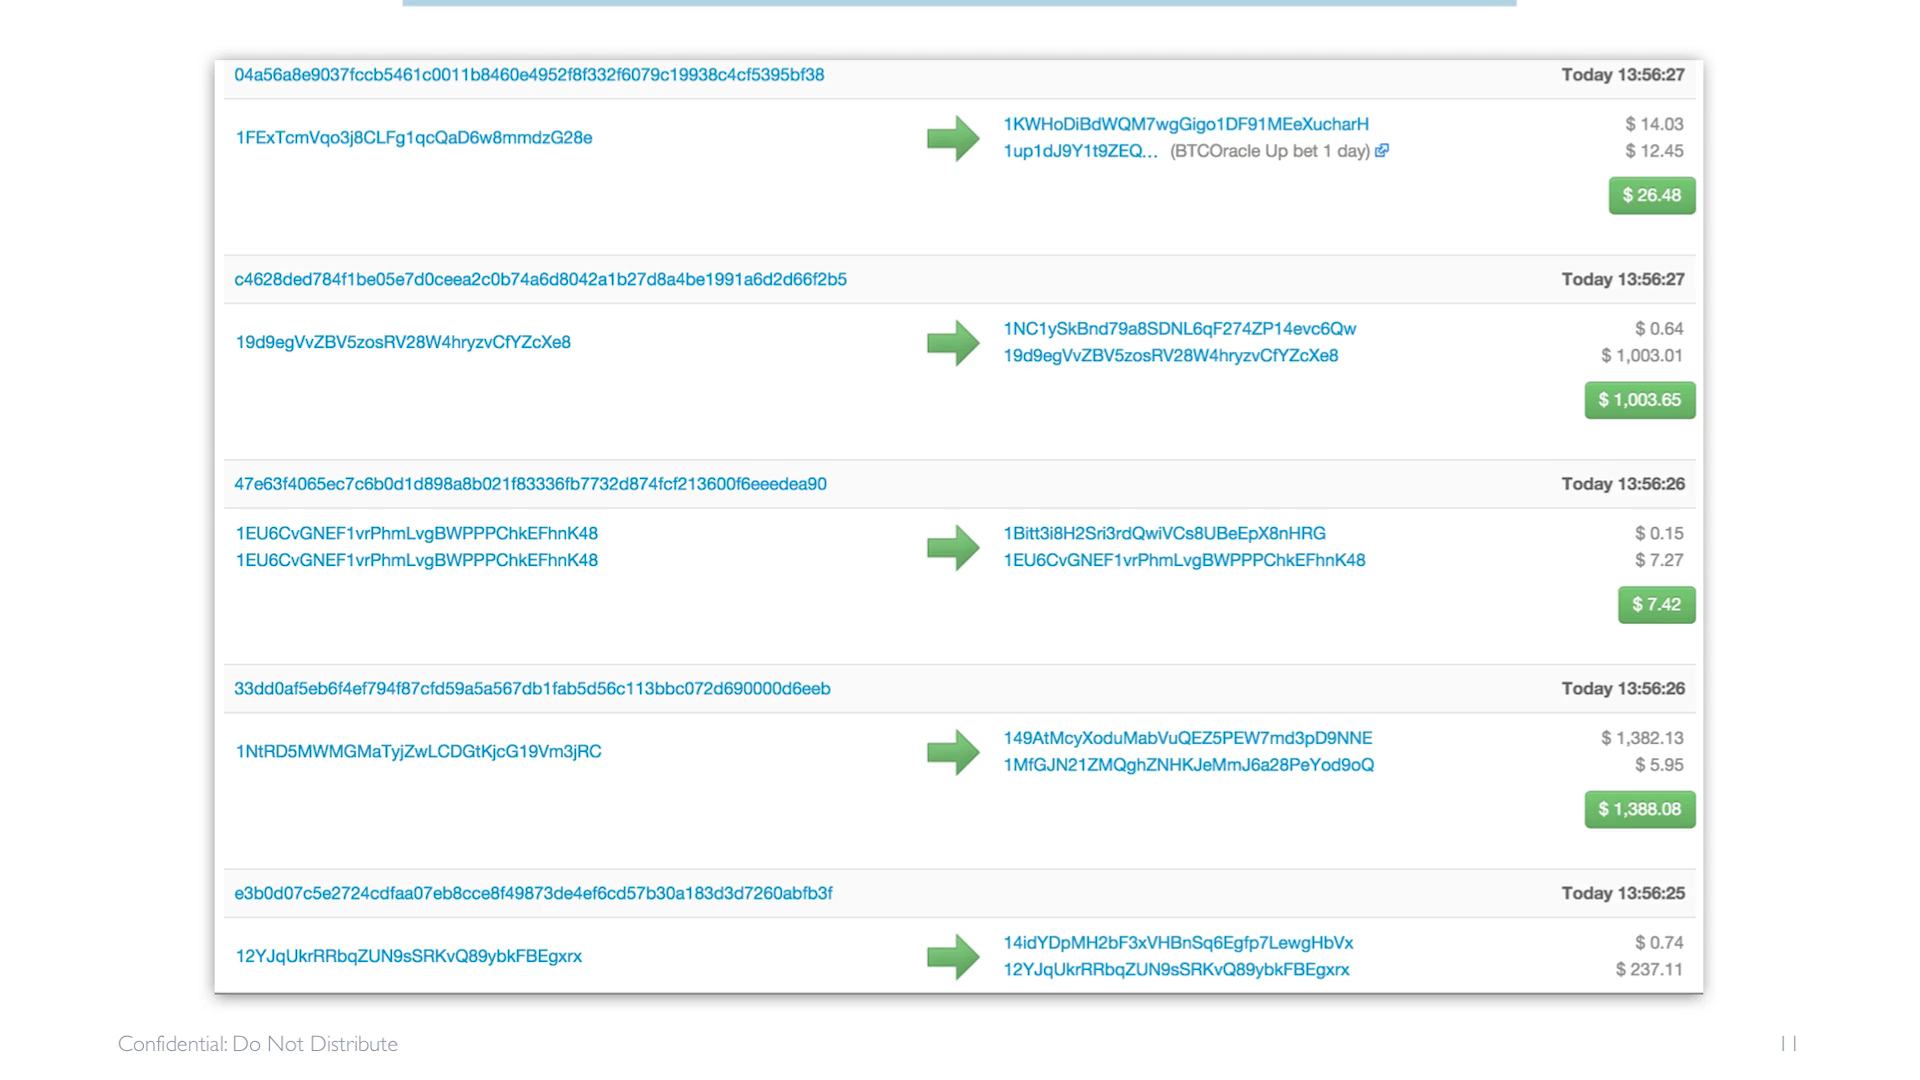 04a56a8e9037fccb5461c0011b8460e4952f8f332f6079c19938c4cf5395bf38 Today 13:56:27
1FExTcmVqo3j8CLFg1qcQaD6w8mmdzG28e
1KWHoDiBdWQM7wgGigo1DF91MEeXucharH $ 14.03
1up1dJ9Y1t9ZEQ... (BTCOracle Up bet 1 day) $ 12.45
$ 26.48
c4628ded784f1be05e7d0ceea2c0b74a6d8042a1b27d8a4be1991a6d2d66f2b5 Today 13:56:27
19d9egVvZBV5zosRV28W4hryzvCfYZcXe8
1NC1ySkBnd79a8SDNL6qF274ZP14evc6Qw $ 0.64
19d9egVvZBV5zosRV28W4hryzvCfYZcXe8 $ 1,003.01
$ 1,003.65
47e63f4065ec7c6b0d1d898a8b021f83336fb7732d874fcf213600f6eeedea90 Today 13:56:26
1EU6CvGNEF1vrPhmLvgBWPPPChkEFhnK48
1EU6CvGNEF1vrPhmLvgBWPPPChkEFhnK48
1Bitt3i8H2Sri3rdQwiVCs8UBeEpX8nHRG $ 0.15
1EU6CvGNEF1vrPhmLvgBWPPPChkEFhnK48 $ 7.27
$ 7.42
33dd0af5eb6f4ef794f87cfd59a5a567db1fab5d56c113bbc072d690000d6eeb Today 13:56:26
1NtRD5MWMGMaTyjZwLCDGtKjcG19Vm3jRC
149AtMcyXoduMabVuQEZ5PEW7md3pD9NNE $ 1,382.13
1MfGJN21ZMQghZNHKJeMmJ6a28PeYod9oQ $ 5.95
$ 1,388.08
e3b0d07c5e2724cdfaa07eb8cce8f49873de4ef6cd57b30a183d3d7260abfb3f Today 13:56:25
12YJqUkrRRbqZUN9sSRKvQ89ybkFBEgxrx
14idYDpMH2bF3xVHBnSq6Egfp7LewgHbVx $ 0.74
12YJqUkrRRbqZUN9sSRKvQ89ybkFBEgxrx $ 237.11
Confidential: Do Not Distribute 11